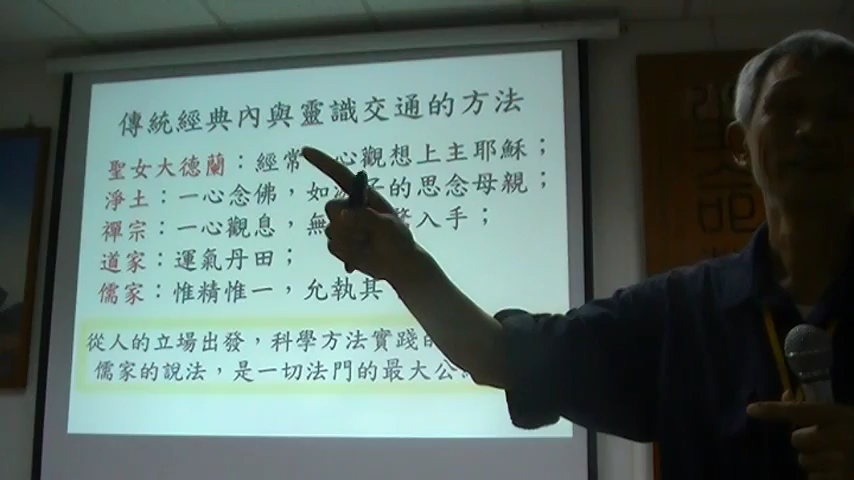 傳統經典內與靈識交通的方法
聖女大德蘭：經常心觀想上主耶穌；
淨土：一心念佛，如子的思念母親；
禪宗：一心觀息，無入手；
道家：運氣丹田；
儒家：惟精惟一，允執其
從人的立場出發，科學方法實踐的
儒家的說法，是一切法門的最大公